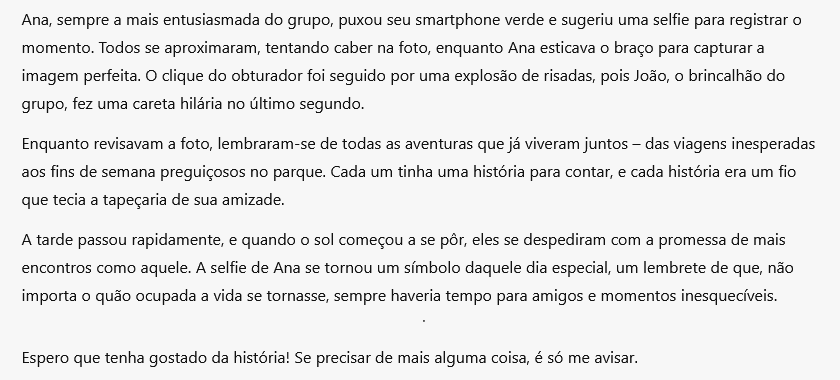 Ana, sempre a mais entusiasmada do grupo, puxou seu smartphone verde e sugeriu uma selfie para registrar o
momento. Todos se aproximaram, tentando caber na foto, enquanto Ana esticava o braço para capturar a
imagem perfeita. O clique do obturador foi seguido por uma explosão de risadas, pois João, o brincalhão do
grupo, fez uma careta hilária no último segundo.
Enquanto revisavam a foto, lembraram-se de todas as aventuras que já viveram juntos – das viagens inesperadas
aos fins de semana preguiçosos no parque. Cada um tinha uma história para contar, e cada história era um fio
que tecia a tapeçaria de sua amizade.
A tarde passou rapidamente, e quando o sol começou a se pôr, eles se despediram com a promessa de mais
encontros como aquele. A selfie de Ana se tornou um símbolo daquele dia especial, um lembrete de que, não
importa o quão ocupada a vida se tornasse, sempre haveria tempo para amigos e momentos inesquecíveis.
.
Espero que tenha gostado da história! Se precisar de mais alguma coisa, é só me avisar.